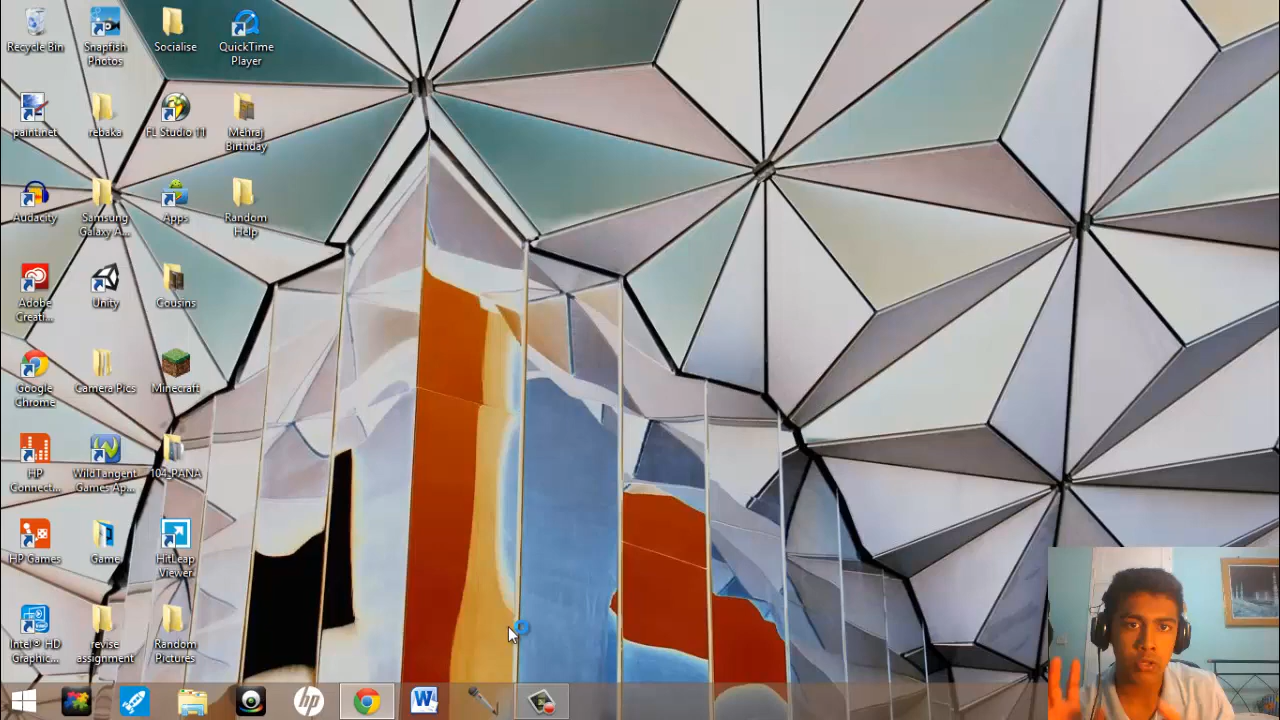 Recycle Bin
Snapfish
Photos
Socialise
QuickTime
Player
paint.net
rebaka
FL Studio 11
Mehraj
Birthday
Audacity
Samsung
Galaxy A...
Apps
Random
Help
Adobe
Creati...
Unity
Cousins
Google
Chrome
Camera Pics
Minecraft
HP
Connect...
WildTangent
Games Ap...
104_PANA
HP Games
Game
HitLeap
Viewer
Intel® HD
Graphic...
revise
assignment
Random
Pictures
hp
W